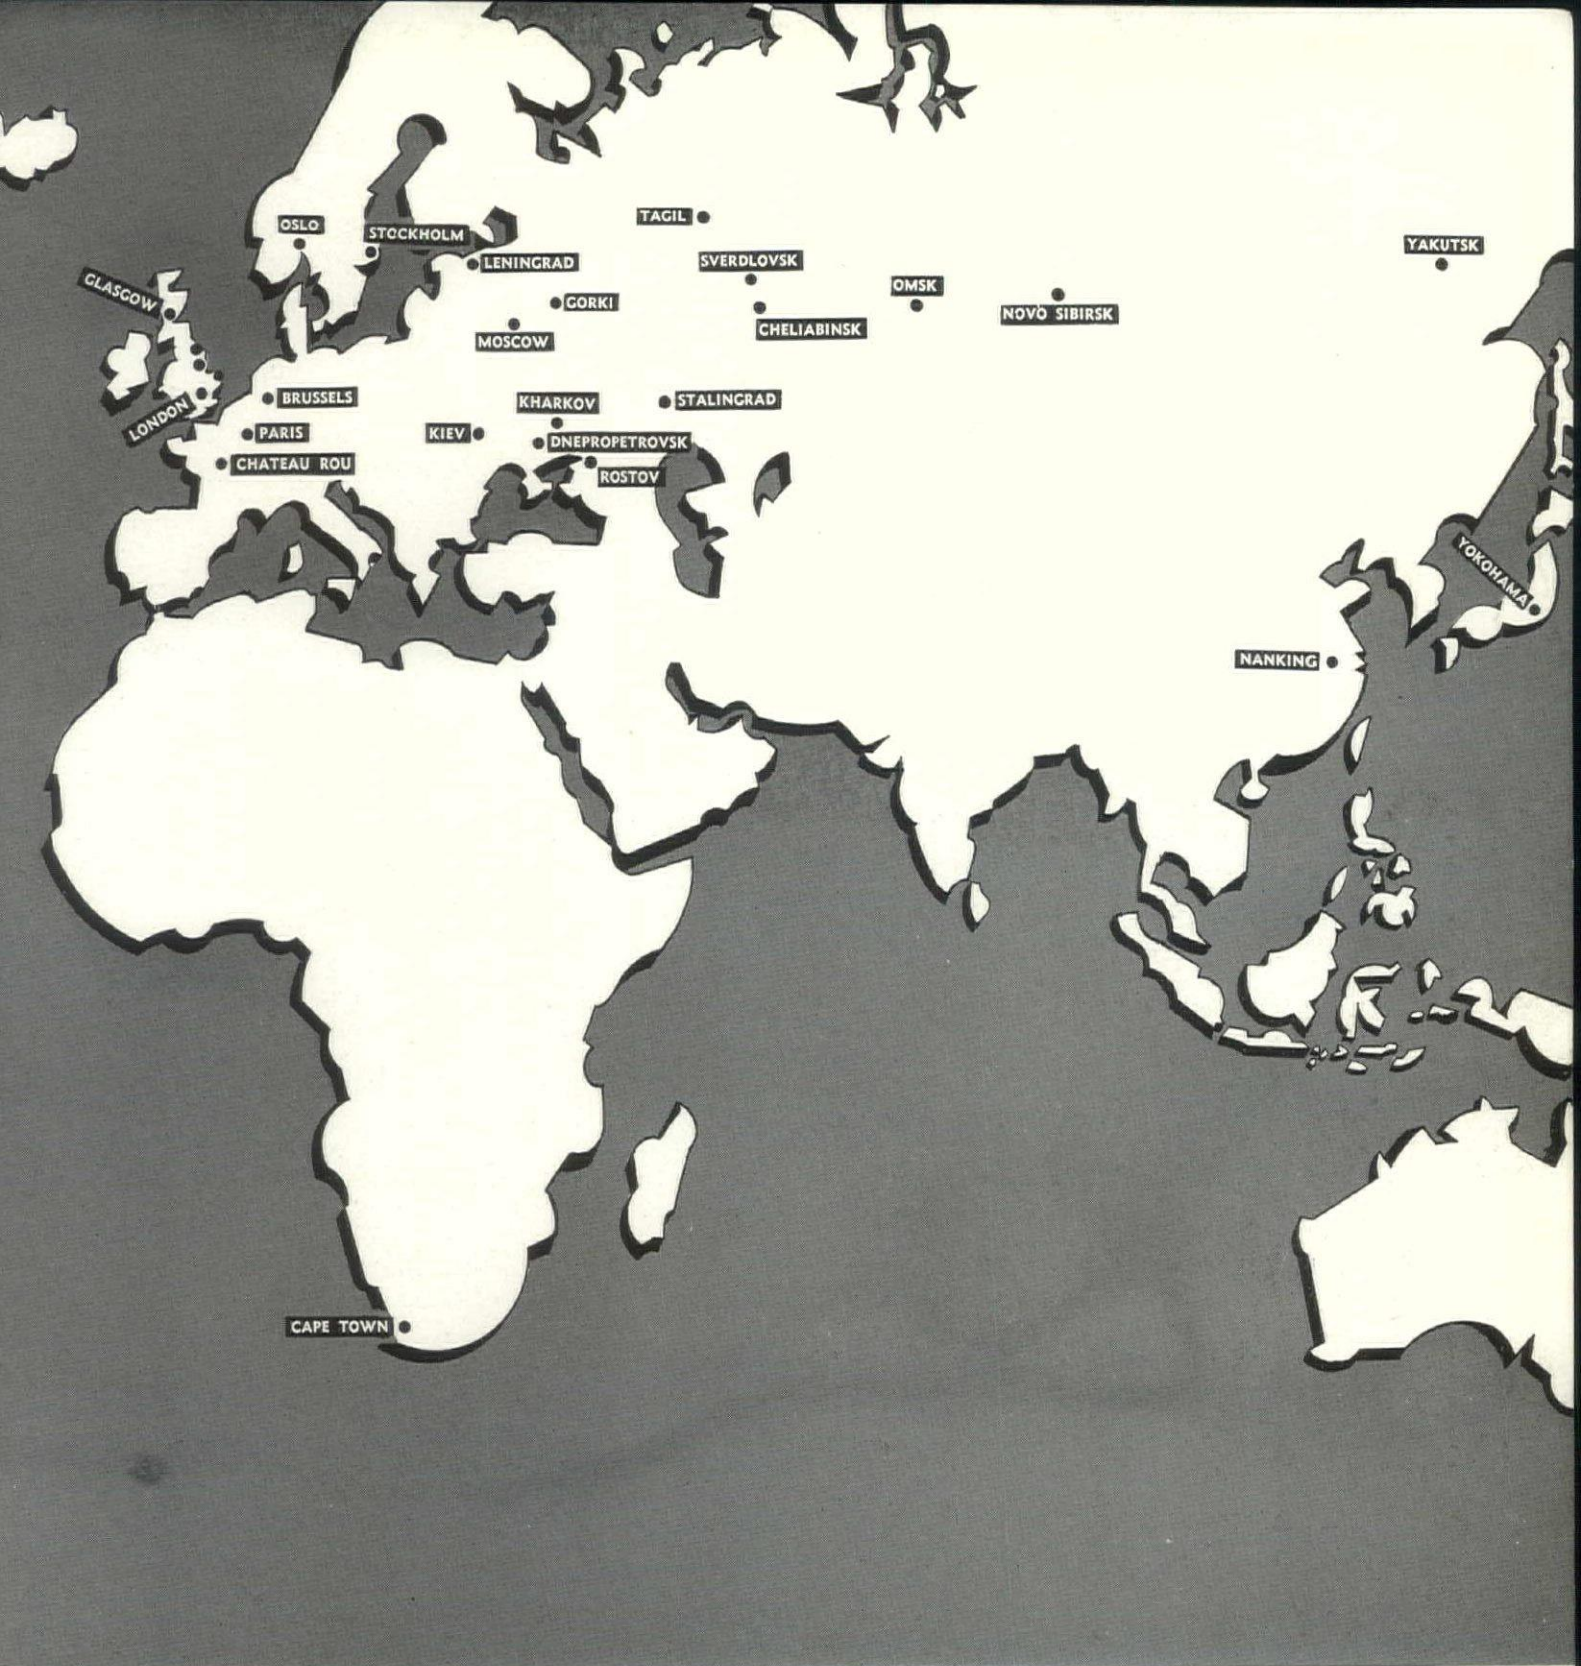 TAGIL
OSLO
STOCKHOLM
YAKUTSK
LENINGRAD
SVERDLOVSK
GLASGOW
OMSK
GORKI
NOVO SIBIRSK
CHELIABINSK
MOSCOW
BRUSSELS
KHARKOV
STALINGRAD
LONDON
PARIS
KIEV
DNEPROPETROVSK
CHATEAU ROU
ROSTOV
YOKOHAMA
NANKING
CAPE TOWN